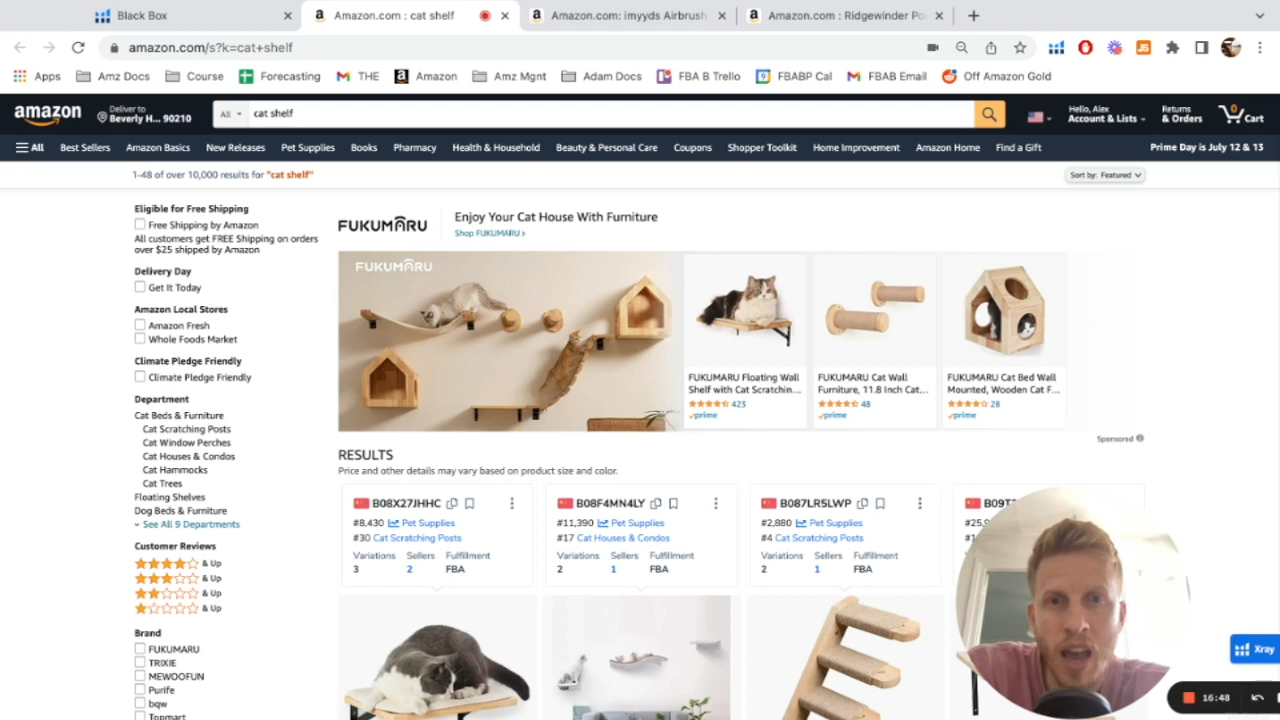 Black Box
Amazon.com : cat shelf
Amazon.com: imyyds Airbrush
Amazon.com : Ridgewinder Po
amazon.com/s?k=cat+shelf
Apps
Amz Docs
Course
Forecasting
THE
Amazon
Amz Mgnt
Adam Docs
FBA B Trello
FBABP Cal
FBAB Email
Off Amazon Gold
amazon
Deliver to
Beverly H... 90210
All
cat shelf
Hello, Alex
Account & Lists
Returns
& Orders
0
Cart
All
Best Sellers
Amazon Basics
New Releases
Pet Supplies
Books
Pharmacy
Health & Household
Beauty & Personal Care
Coupons
Shopper Toolkit
Home Improvement
Amazon Home
Find a Gift
Prime Day is July 12 & 13
1-48 of over 10,000 results for "cat shelf"
Sort by: Featured
Eligible for Free Shipping
Free Shipping by Amazon
All customers get FREE Shipping on orders
over $25 shipped by Amazon
Delivery Day
Get It Today
Amazon Local Stores
Amazon Fresh
Whole Foods Market
Climate Pledge Friendly
Climate Pledge Friendly
Department
Cat Beds & Furniture
Cat Scratching Posts
Cat Window Perches
Cat Houses & Condos
Cat Hammocks
Cat Trees
Floating Shelves
Dog Beds & Furniture
See All 9 Departments
Customer Reviews
& Up
& Up
& Up
& Up
Brand
FUKUMARU
TRIXIE
MEWOOFUN
Purife
bqw
Topmart
FUKUMARU
Enjoy Your Cat House With Furniture
Shop FUKUMARU ›
FUKUMARU
FUKUMARU Floating Wall
Shelf with Cat Scratchin...
423
prime
FUKUMARU Cat Wall
Furniture, 11.8 Inch Cat...
48
prime
FUKUMARU Cat Bed Wall
Mounted, Wooden Cat F...
28
prime
Sponsored
RESULTS
Price and other details may vary based on product size and color.
B08X27JHHC
#8,430 Pet Supplies
#30 Cat Scratching Posts
Variations Sellers Fulfillment
3 2 FBA
B08F4MN4LY
#11,390 Pet Supplies
#17 Cat Houses & Condos
Variations Sellers Fulfillment
2 1 FBA
B087LR5LWP
#2,880 Pet Supplies
#4 Cat Scratching Posts
Variations Sellers Fulfillment
2 1 FBA
Xray
16:48